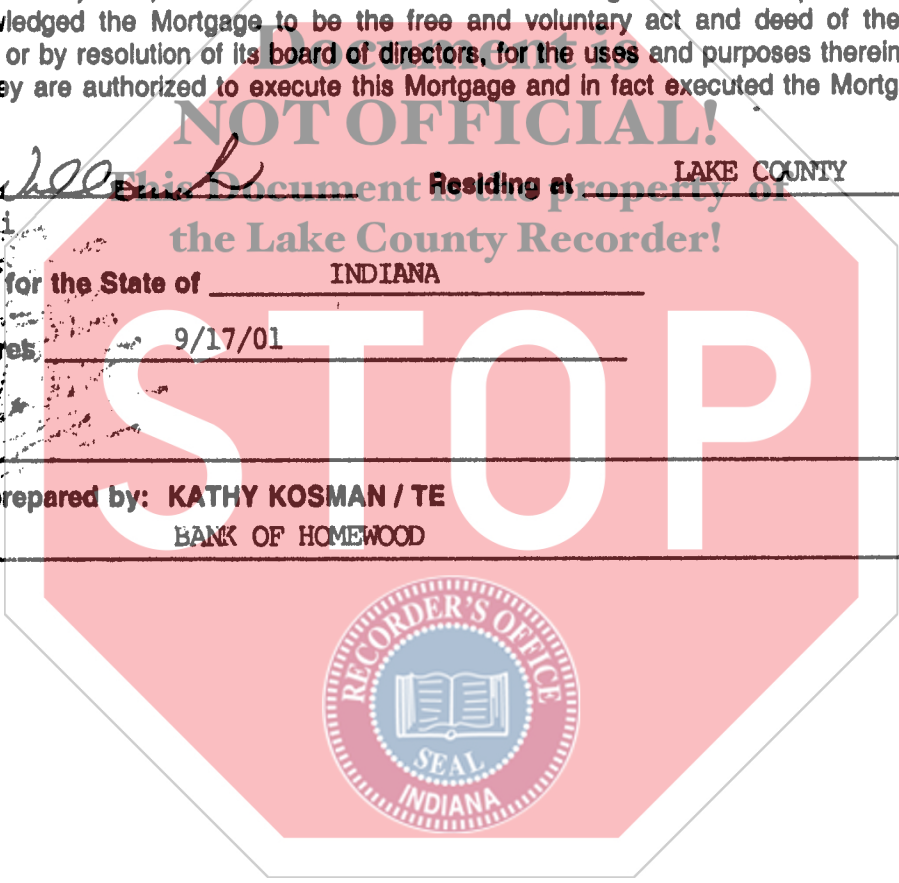 ledged the Mortgage to be the free and voluntary act and deed of the
or by resolution of its board of directors, for the uses and purposes therein
ey are authorized to execute this Mortgage and in fact executed the Mortg
Document is
NOT OFFICIAL!
This Document is the property of
the Lake County Recorder!
Residing at LAKE COUNTY
for the State of INDIANA
res 9/17/01
STOP
repared by: KATHY KOSMAN / TE
BANK OF HOMEWOOD
RECORDER'S OFFICE
SEAL
INDIANA